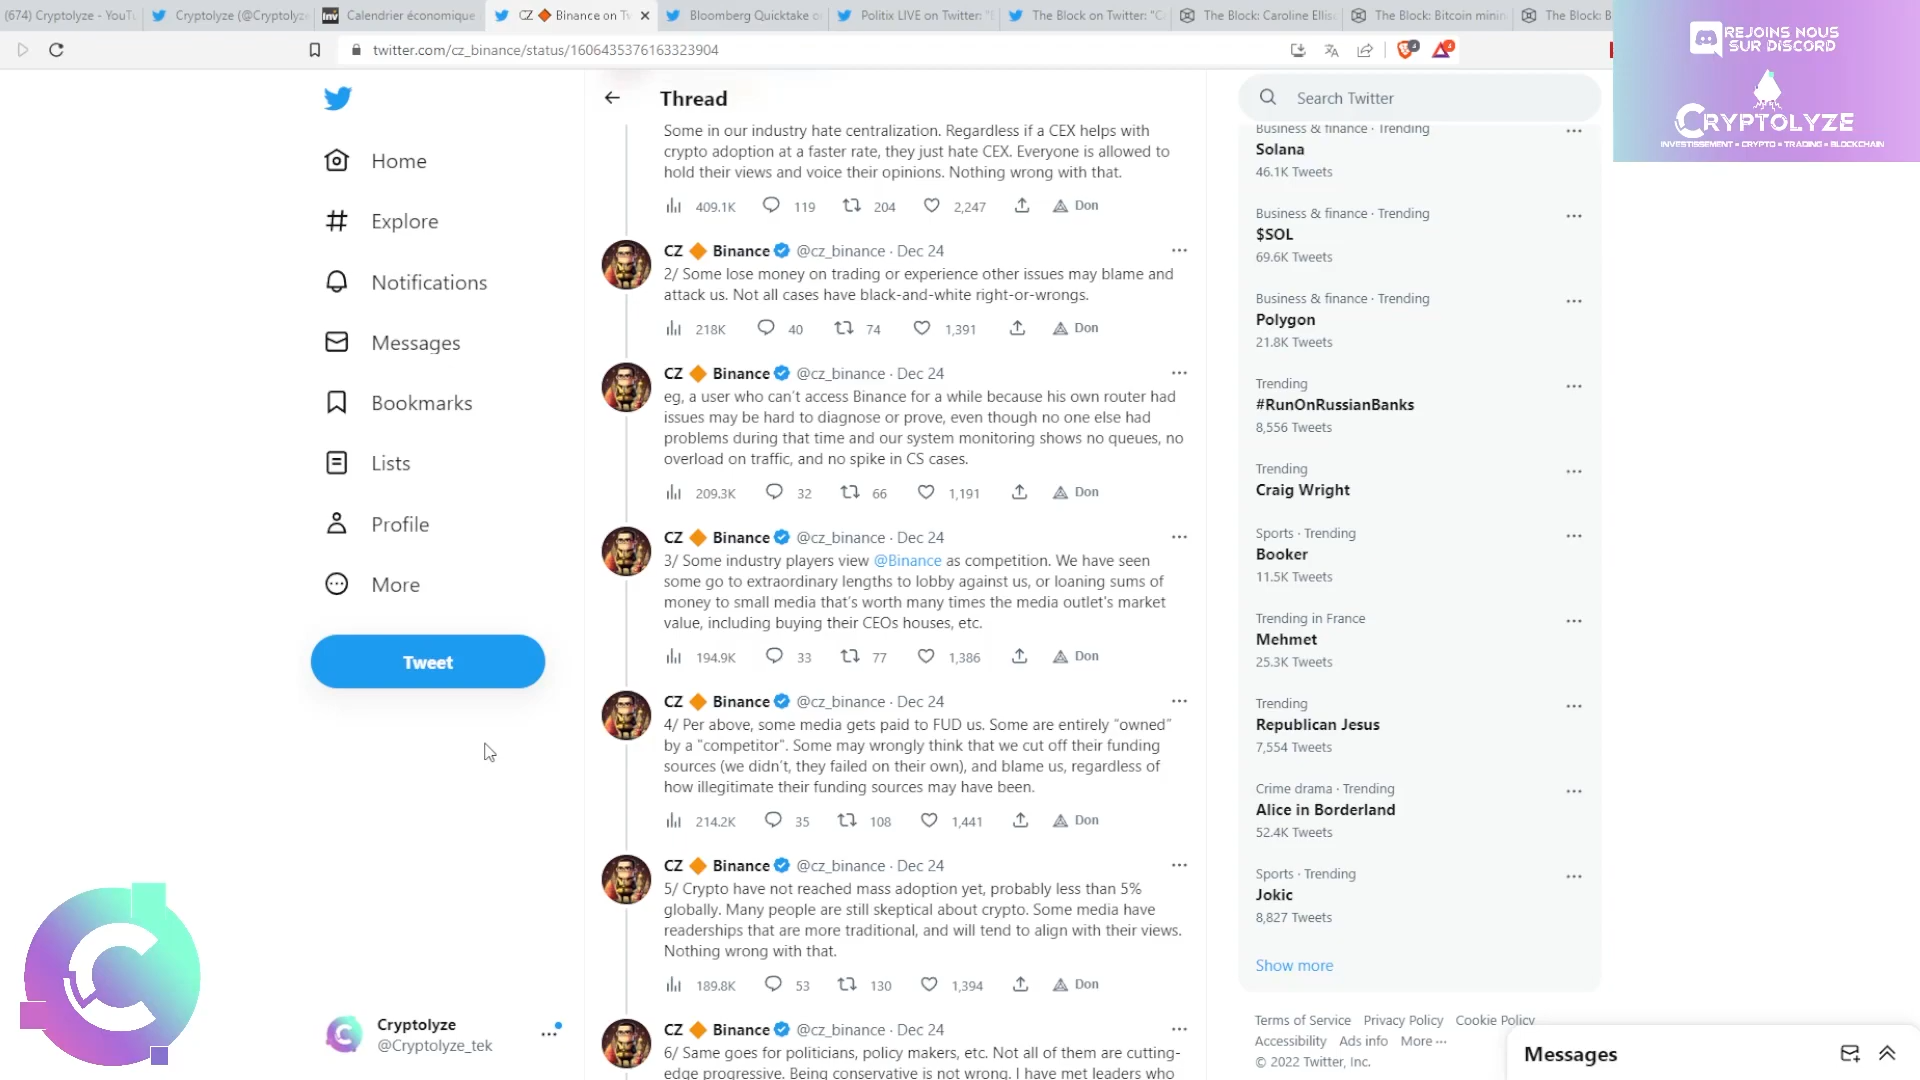 (674) Cryptolyze - YouTu
Cryptolyze (@Cryptolyze
Calendrier économique
CZ 🔶 Binance on Tw
Bloomberg Quicktake o
Politix LIVE on Twitter: "E
The Block on Twitter: "C
The Block: Caroline Ellis
The Block: Bitcoin minin
The Block: B
twitter.com/cz_binance/status/1606435376163323904
REJOINS NOUS
SUR DISCORD
CRYPTOLYZE
INVESTISSEMENT • CRYPTO • TRADING • BLOCKCHAIN
Home
Explore
Notifications
Messages
Bookmarks
Lists
Profile
More
Tweet
Cryptolyze
@Cryptolyze_tek
Thread
Some in our industry hate centralization. Regardless if a CEX helps with
crypto adoption at a faster rate, they just hate CEX. Everyone is allowed to
hold their views and voice their opinions. Nothing wrong with that.
409.1K 119 204 2,247 Don
CZ 🔶 Binance @cz_binance · Dec 24
2/ Some lose money on trading or experience other issues may blame and
attack us. Not all cases have black-and-white right-or-wrongs.
218K 40 74 1,391 Don
CZ 🔶 Binance @cz_binance · Dec 24
eg, a user who can't access Binance for a while because his own router had
issues may be hard to diagnose or prove, even though no one else had
problems during that time and our system monitoring shows no queues, no
overload on traffic, and no spike in CS cases.
209.3K 32 66 1,191 Don
CZ 🔶 Binance @cz_binance · Dec 24
3/ Some industry players view @Binance as competition. We have seen
some go to extraordinary lengths to lobby against us, or loaning sums of
money to small media that's worth many times the media outlet's market
value, including buying their CEOs houses, etc.
194.9K 33 77 1,386 Don
CZ 🔶 Binance @cz_binance · Dec 24
4/ Per above, some media gets paid to FUD us. Some are entirely “owned”
by a "competitor". Some may wrongly think that we cut off their funding
sources (we didn't, they failed on their own), and blame us, regardless of
how illegitimate their funding sources may have been.
214.2K 35 108 1,441 Don
CZ 🔶 Binance @cz_binance · Dec 24
5/ Crypto have not reached mass adoption yet, probably less than 5%
globally. Many people are still skeptical about crypto. Some media have
readerships that are more traditional, and will tend to align with their views.
Nothing wrong with that.
189.8K 53 130 1,394 Don
CZ 🔶 Binance @cz_binance · Dec 24
6/ Same goes for politicians, policy makers, etc. Not all of them are cutting-
edge progressive. Being conservative is not wrong. I have met leaders who
Search Twitter
Business & finance · Trending
Solana
46.1K Tweets
Business & finance · Trending
$SOL
69.6K Tweets
Business & finance · Trending
Polygon
21.8K Tweets
Trending
#RunOnRussianBanks
8,556 Tweets
Trending
Craig Wright
Sports · Trending
Booker
11.5K Tweets
Trending in France
Mehmet
25.3K Tweets
Trending
Republican Jesus
7,554 Tweets
Crime drama · Trending
Alice in Borderland
52.4K Tweets
Sports · Trending
Jokic
8,827 Tweets
Show more
Terms of Service Privacy Policy Cookie Policy
Accessibility Ads info More
© 2022 Twitter, Inc.
Messages